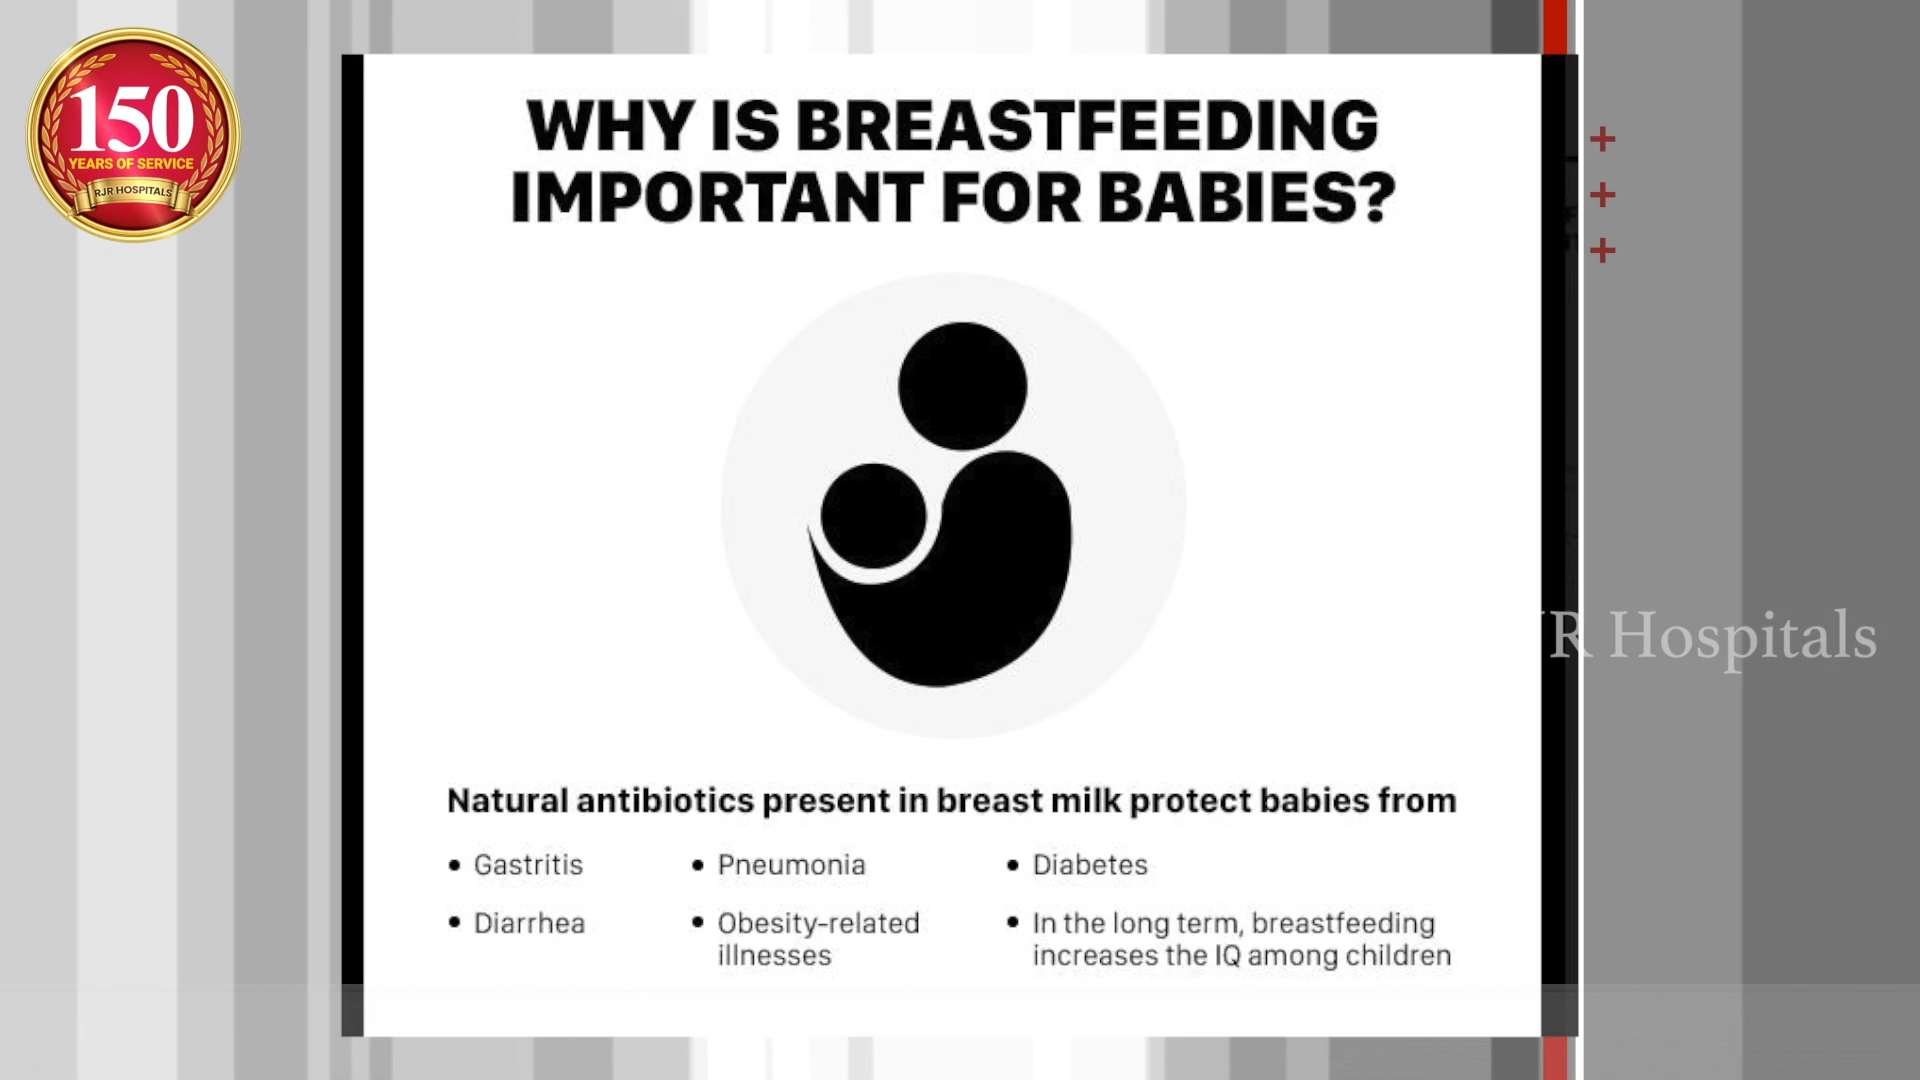 150
YEARS OF SERVICE
RJR HOSPITALS
WHY IS BREASTFEEDING
IMPORTANT FOR BABIES?
R Hospitals
Natural antibiotics present in breast milk protect babies from
• Gastritis
• Pneumonia
• Diabetes
• Diarrhea
• Obesity-related
illnesses
• In the long term, breastfeeding
increases the IQ among children